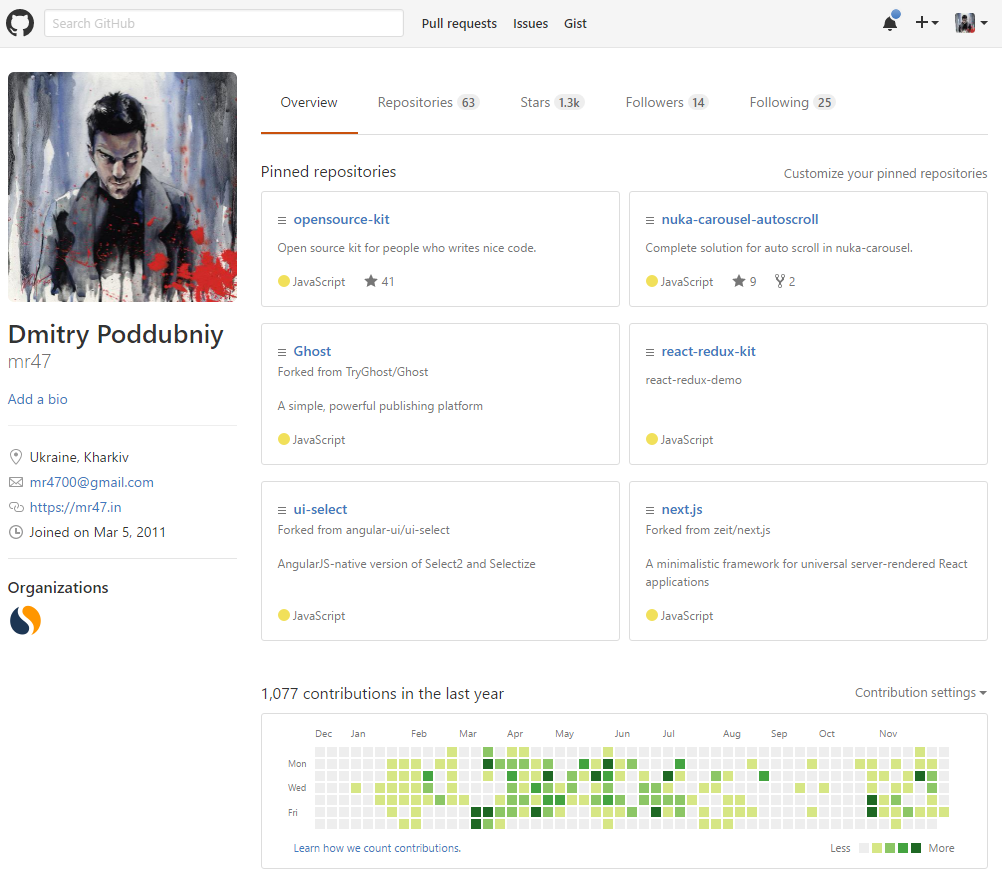 Search GitHub
Pull requests Issues Gist
Overview Repositories 63 Stars 1.3k Followers 14 Following 25
Dmitry Poddubniy
mr47
Add a bio
Ukraine, Kharkiv
mr4700@gmail.com
https://mr47.in
Joined on Mar 5, 2011
Organizations
Pinned repositories
Customize your pinned repositories
opensource-kit
Open source kit for people who writes nice code.
JavaScript 41
nuka-carousel-autoscroll
Complete solution for auto scroll in nuka-carousel.
JavaScript 9 2
Ghost
Forked from TryGhost/Ghost
A simple, powerful publishing platform
JavaScript
react-redux-kit
react-redux-demo
JavaScript
ui-select
Forked from angular-ui/ui-select
AngularJS-native version of Select2 and Selectize
JavaScript
next.js
Forked from zeit/next.js
A minimalistic framework for universal server-rendered React
applications
JavaScript
1,077 contributions in the last year
Contribution settings
Dec Jan Feb Mar Apr May Jun Jul Aug Sep Oct Nov
Mon
Wed
Fri
Learn how we count contributions.
Less More